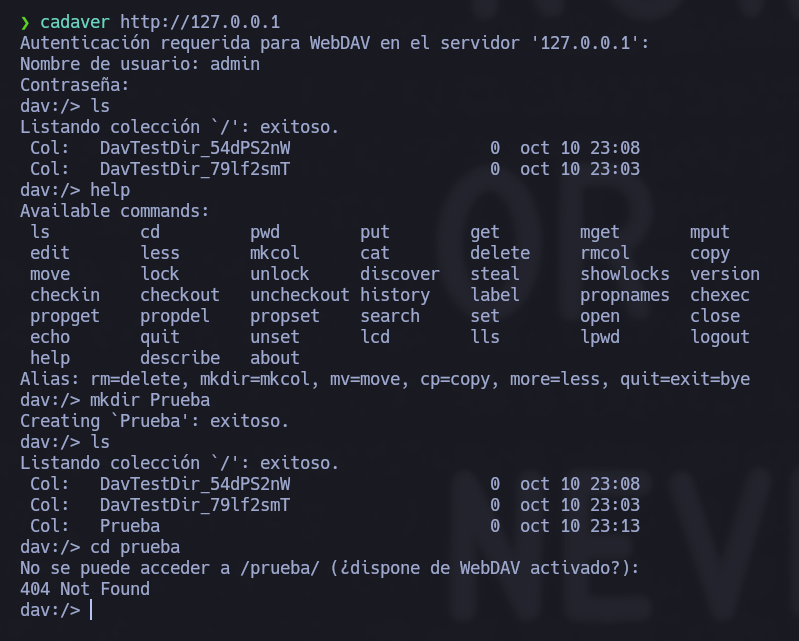 ❯ cadaver http://127.0.0.1
Autenticación requerida para WebDAV en el servidor '127.0.0.1':
Nombre de usuario: admin
Contraseña:
dav:/> ls
Listando colección `/': exitoso.
Col:   DavTestDir_54dPS2nW                    0  oct 10 23:08
Col:   DavTestDir_79lf2smT                    0  oct 10 23:03
dav:/> help
Available commands:
ls         cd         pwd        put        get        mget       mput
edit       less       mkcol      cat        delete     rmcol      copy
move       lock       unlock     discover   steal      showlocks  version
checkin    checkout   uncheckout history    label      propnames  chexec
propget    propdel    propset    search     set        open       close
echo       quit       unset      lcd        lls        lpwd       logout
help       describe   about
Alias: rm=delete, mkdir=mkcol, mv=move, cp=copy, more=less, quit=exit=bye
dav:/> mkdir Prueba
Creating `Prueba': exitoso.
dav:/> ls
Listando colección `/': exitoso.
Col:   DavTestDir_54dPS2nW                    0  oct 10 23:08
Col:   DavTestDir_79lf2smT                    0  oct 10 23:03
Col:   Prueba                                 0  oct 10 23:13
dav:/> cd prueba
No se puede acceder a /prueba/ (¿dispone de WebDAV activado?):
404 Not Found
dav:/>
OR